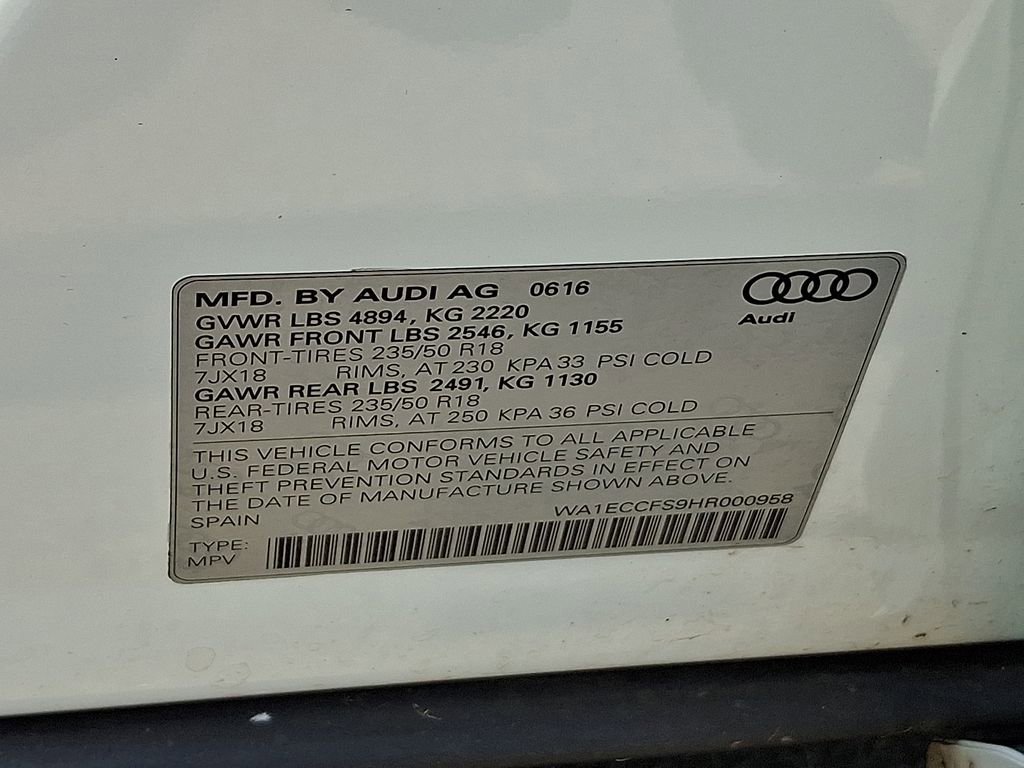 MFD. BY AUDI AG 0616
Audi
GVWR LBS 4894, KG 2220
GAWR FRONT LBS 2546, KG 1155
FRONT-TIRES 235/50 R18
7JX18 RIMS, AT 230 KPA 33 PSI COLD
GAWR REAR LBS 2491, KG 1130
REAR-TIRES 235/50 R18
7JX18 RIMS, AT 250 KPA 36 PSI COLD
THIS VEHICLE CONFORMS TO ALL APPLICABLE
U.S. FEDERAL MOTOR VEHICLE SAFETY AND
THEFT PREVENTION STANDARDS IN EFFECT ON
THE DATE OF MANUFACTURE SHOWN ABOVE.
SPAIN WA1ECCFS9HR000958
TYPE:
MPV